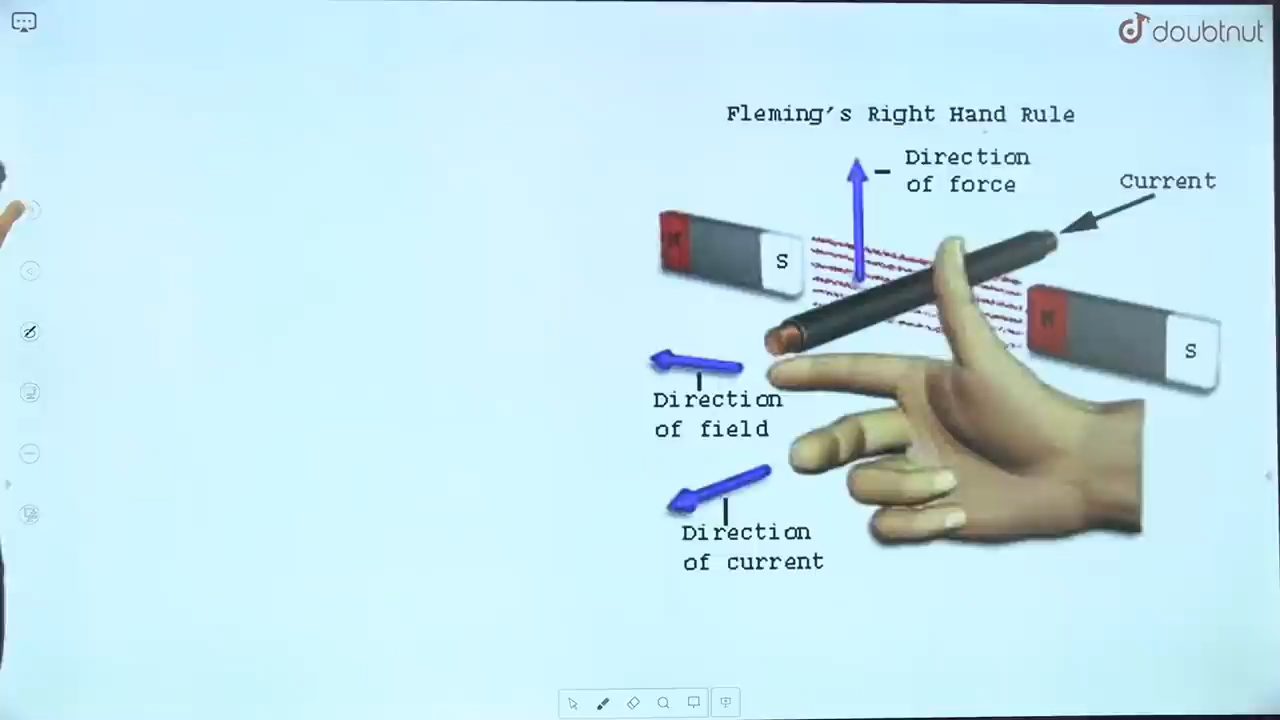 doubtnut
Fleming's Right Hand Rule
Direction
of force
Current
N
S
N
S
Direction
of field
Direction
of current